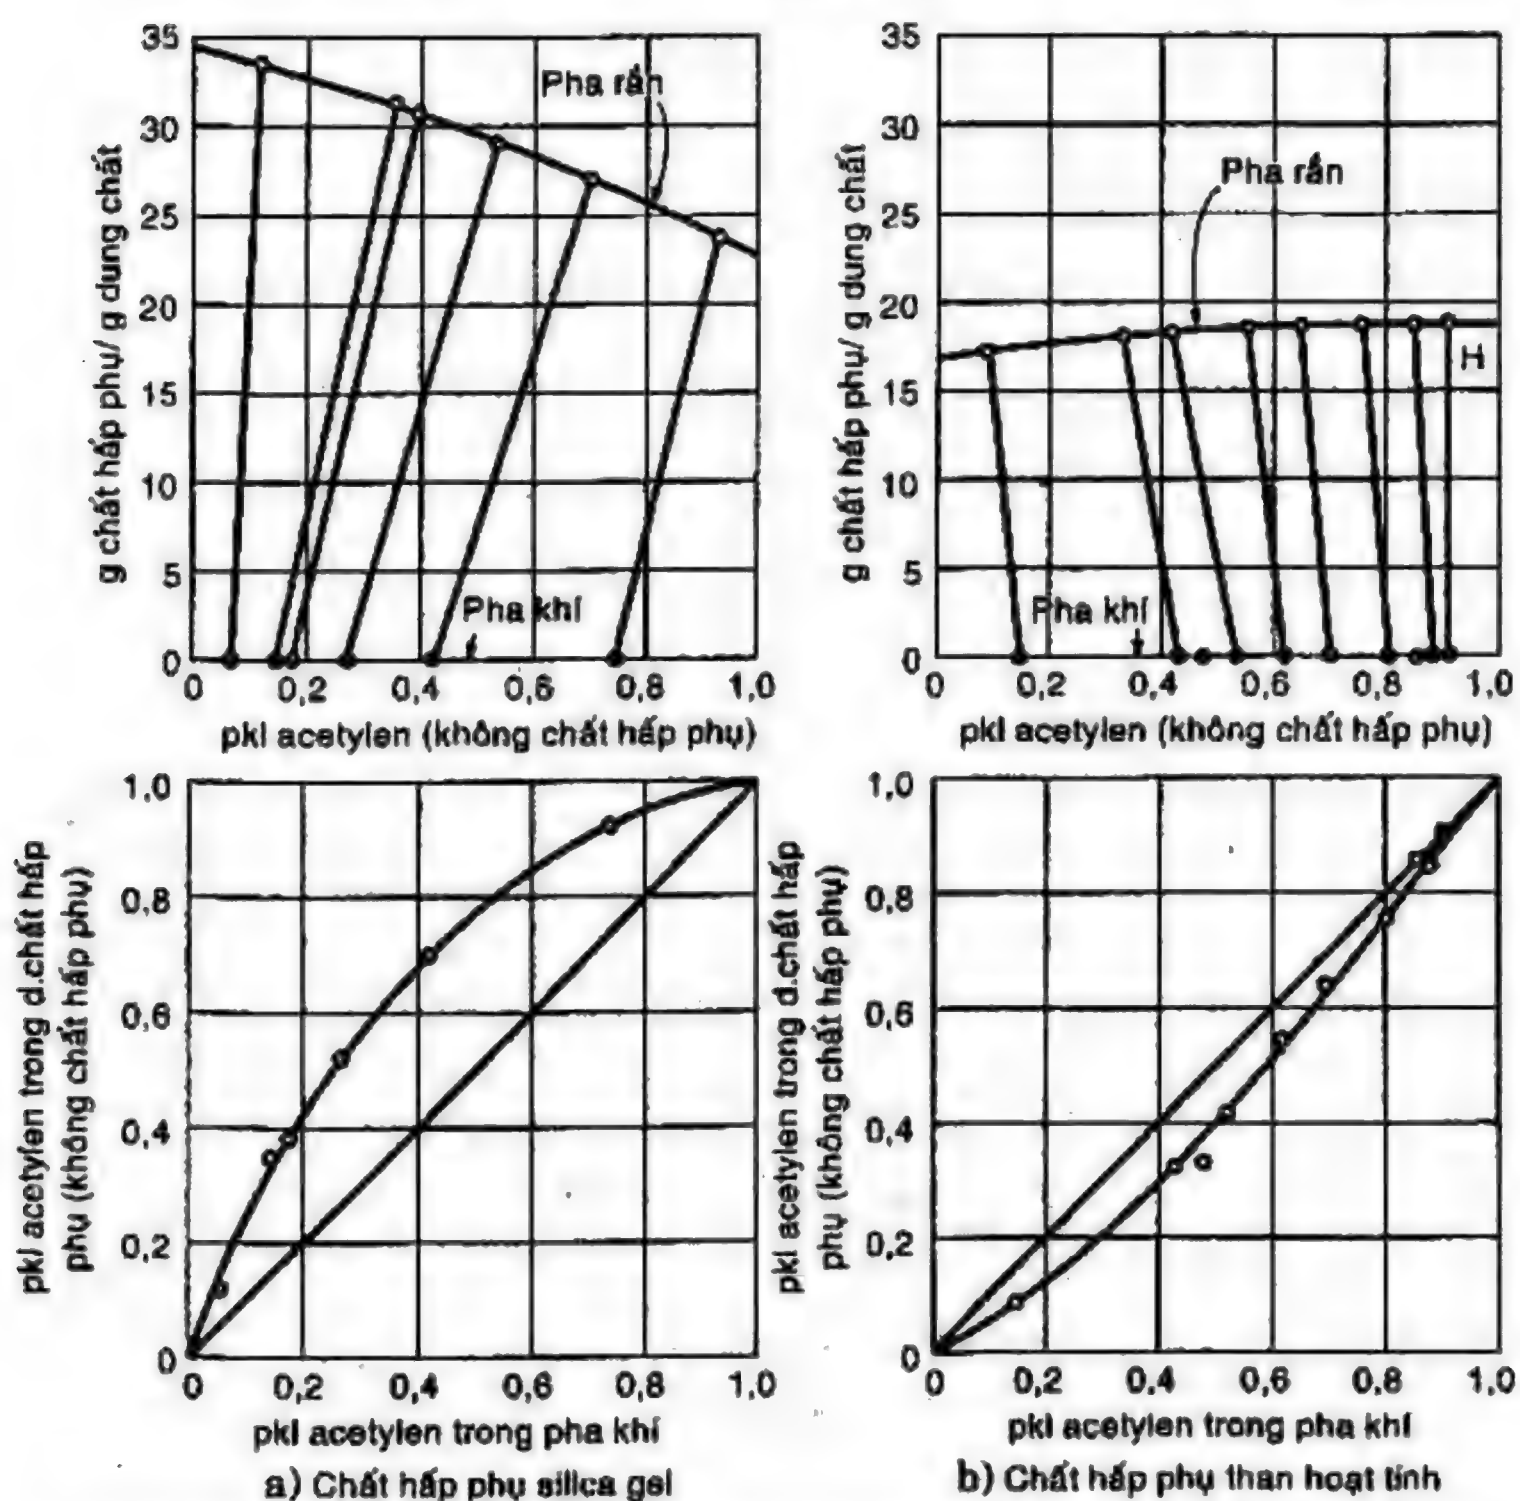 35
30
25
20
15
10
5
0
g chất hấp phụ/ g dung chất
Pha rắn
Pha khí
0 0,2 0,4 0,6 0,8 1,0
pkl acetylen (không chất hấp phụ)
35
30
25
20
15
10
5
0
g chất hấp phụ/ g dung chất
Pha rắn
H
Pha khí
0 0,2 0,4 0,6 0,8 1,0
pkl acetylen (không chất hấp phụ)
1,0
0,8
0,6
0,4
0,2
0
pkl acetylen trong d.chất hấp
phụ (không chất hấp phụ)
0 0,2 0,4 0,6 0,8 1,0
pkl acetylen trong pha khí
a) Chất hấp phụ silica gel
1,0
0,8
0,6
0,4
0,2
0
pkl acetylen trong d.chất hấp
phụ (không chất hấp phụ)
0 0,2 0,4 0,6 0,8 1,0
pkl acetylen trong pha khí
b) Chất hấp phụ than hoạt tính